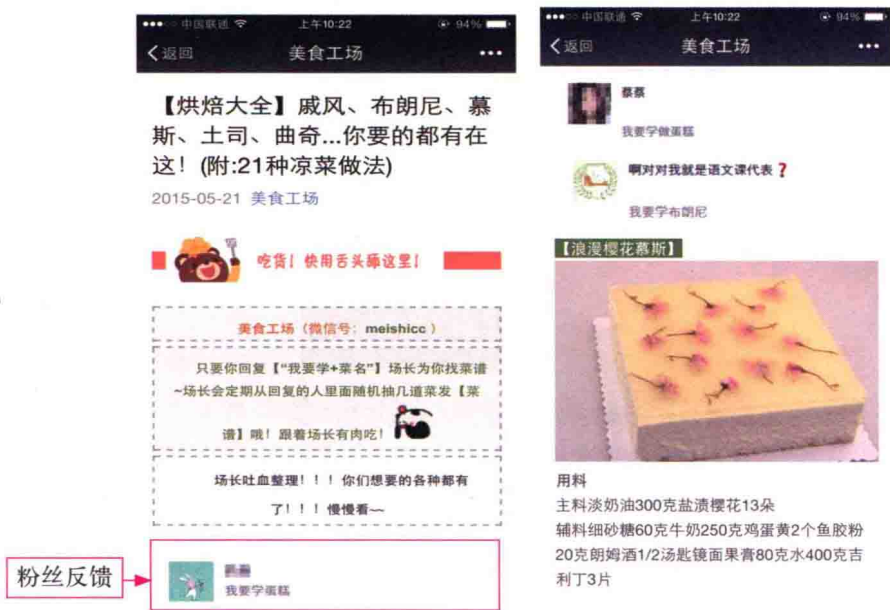 中国联通
上午10:22
94%
返回
美食工场
【烘焙大全】戚风、布朗尼、慕
斯、土司、曲奇...你要的都有在
这！(附:21种凉菜做法)
2015-05-21 美食工场
吃货！快用舌头舔这里！
美食工场（微信号：meishicc ）
只要你回复【“我要学+菜名”】场长为你找菜谱
~场长会定期从回复的人里面随机抽几道菜发【菜
谱】哦！跟着场长有肉吃！
场长吐血整理！！！你们想要的各种都有
了！！！慢慢看~~
粉丝反馈
我要学蛋糕
中国联通
上午10:22
94%
返回
美食工场
蔡蔡
我要学做蛋糕
啊对对我就是语文课代表❓
我要学布朗尼
【浪漫樱花慕斯】
用料
主料淡奶油300克盐渍樱花13朵
辅料细砂糖60克牛奶250克鸡蛋黄2个鱼胶粉
20克朗姆酒1/2汤匙镜面果膏80克水400克吉
利丁3片